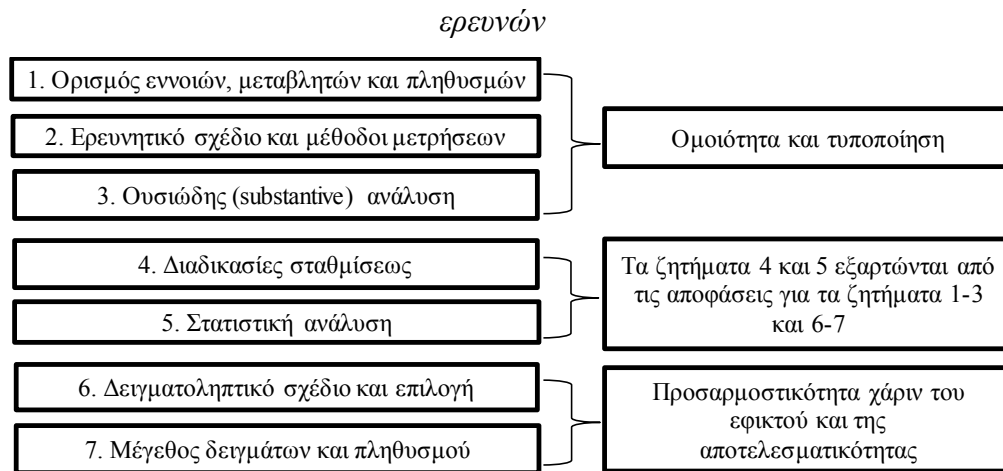 ερευνών
1. Ορισμός εννοιών, μεταβλητών και πληθυσμών
2. Ερευνητικό σχέδιο και μέθοδοι μετρήσεων
3. Ουσιώδης (substantive) ανάλυση
Ομοιότητα και τυποποίηση
4. Διαδικασίες σταθμίσεως
5. Στατιστική ανάλυση
Τα ζητήματα 4 και 5 εξαρτώνται από
τις αποφάσεις για τα ζητήματα 1-3
και 6-7
6. Δειγματοληπτικό σχέδιο και επιλογή
7. Μέγεθος δειγμάτων και πληθυσμού
Προσαρμοστικότητα χάριν του
εφικτού και της
αποτελεσματικότητας